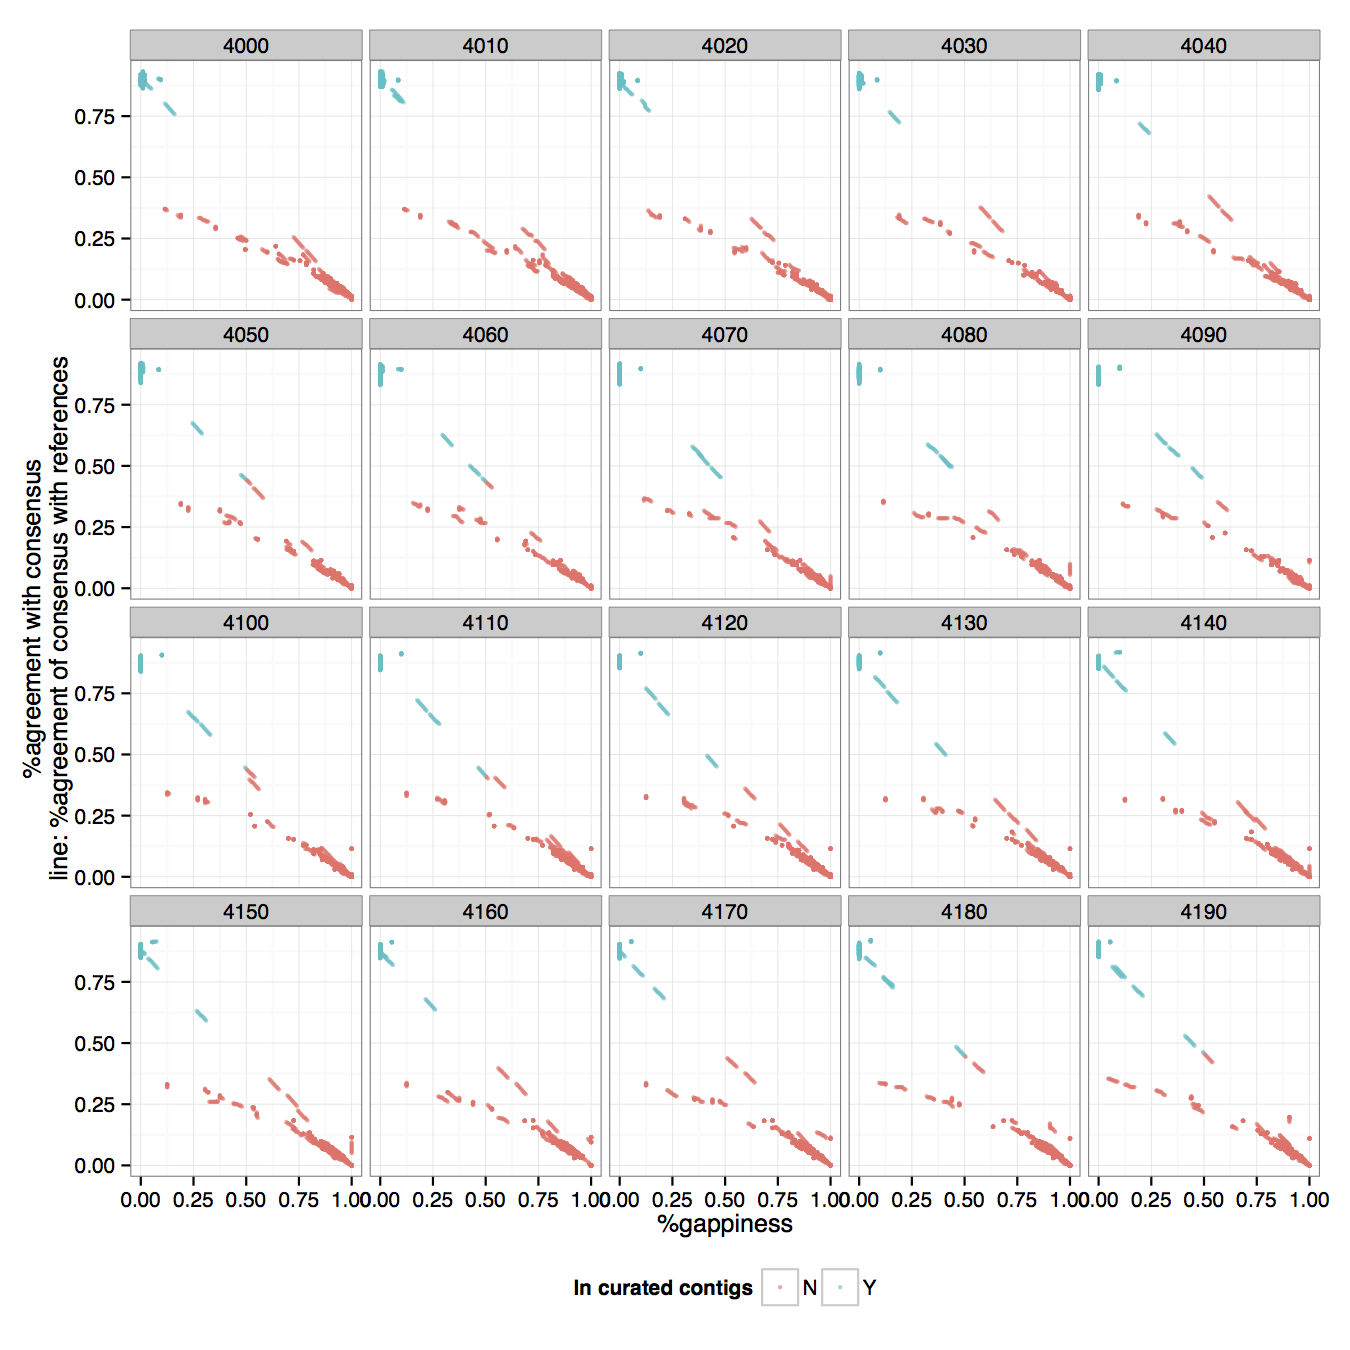 4000 4010 4020 4030 4040
0.75
0.50
0.25
0.00
4050 4060 4070 4080 4090
0.75
0.50
0.25
0.00
%agreement with consensus
line: %agreement of consensus with references
4100 4110 4120 4130 4140
0.75
0.50
0.25
0.00
4150 4160 4170 4180 4190
0.75
0.50
0.25
0.00
0.00 0.25 0.50 0.75 1.00 0.00 0.25 0.50 0.75 1.00 0.00 0.25 0.50 0.75 1.00 0.00 0.25 0.50 0.75 1.00 0.00 0.25 0.50 0.75 1.00
%gappiness
In curated contigs N Y